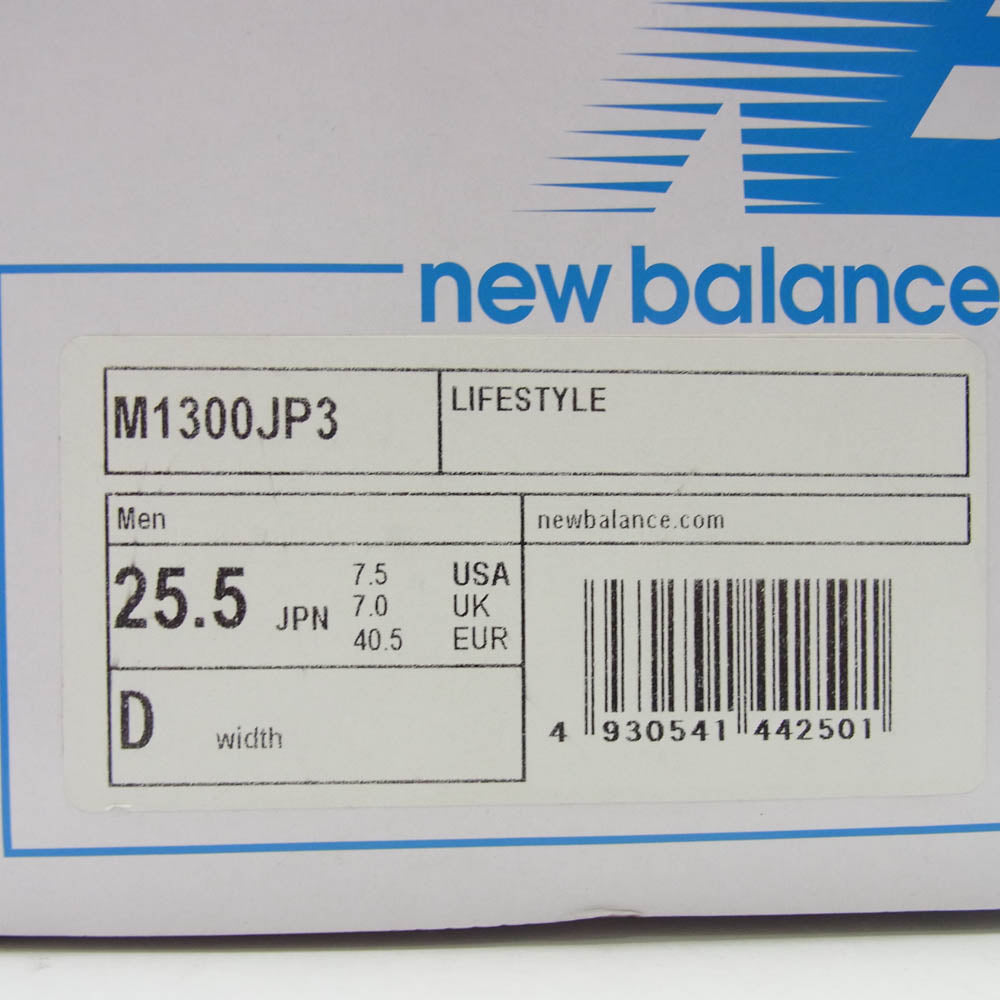 new balance
M1300JP3
LIFESTYLE
Men
newbalance.com
25.5 JPN
7.5 USA
7.0 UK
40.5 EUR
D width
4 930541 442501